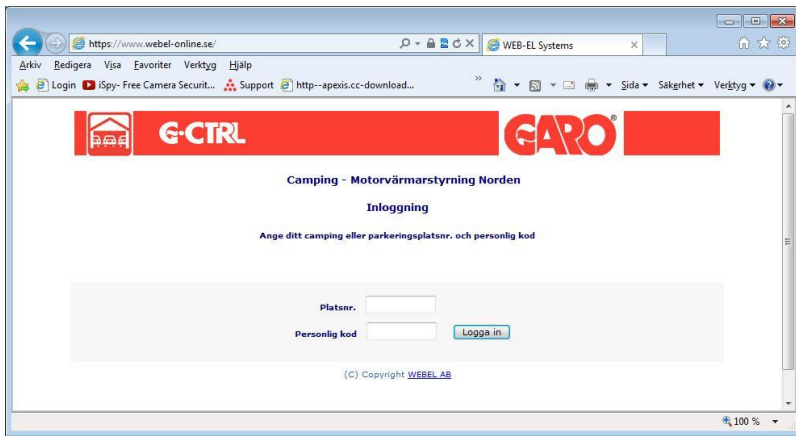 https://www.webel-online.se/
WEB-EL Systems
Arkiv Redigera Visa Favoriter Verktyg Hjälp
Login iSpy- Free Camera Securit... Support http--apexis.cc-download... » Sida Säkerhet Verktyg
G-CTRL GARO®
Camping - Motorvärmarstyrning Norden
Inloggning
Ange ditt camping eller parkeringsplatsnr. och personlig kod
Platsnr.
Personlig kod Logga in
(C) Copyright WEBEL AB
100 %